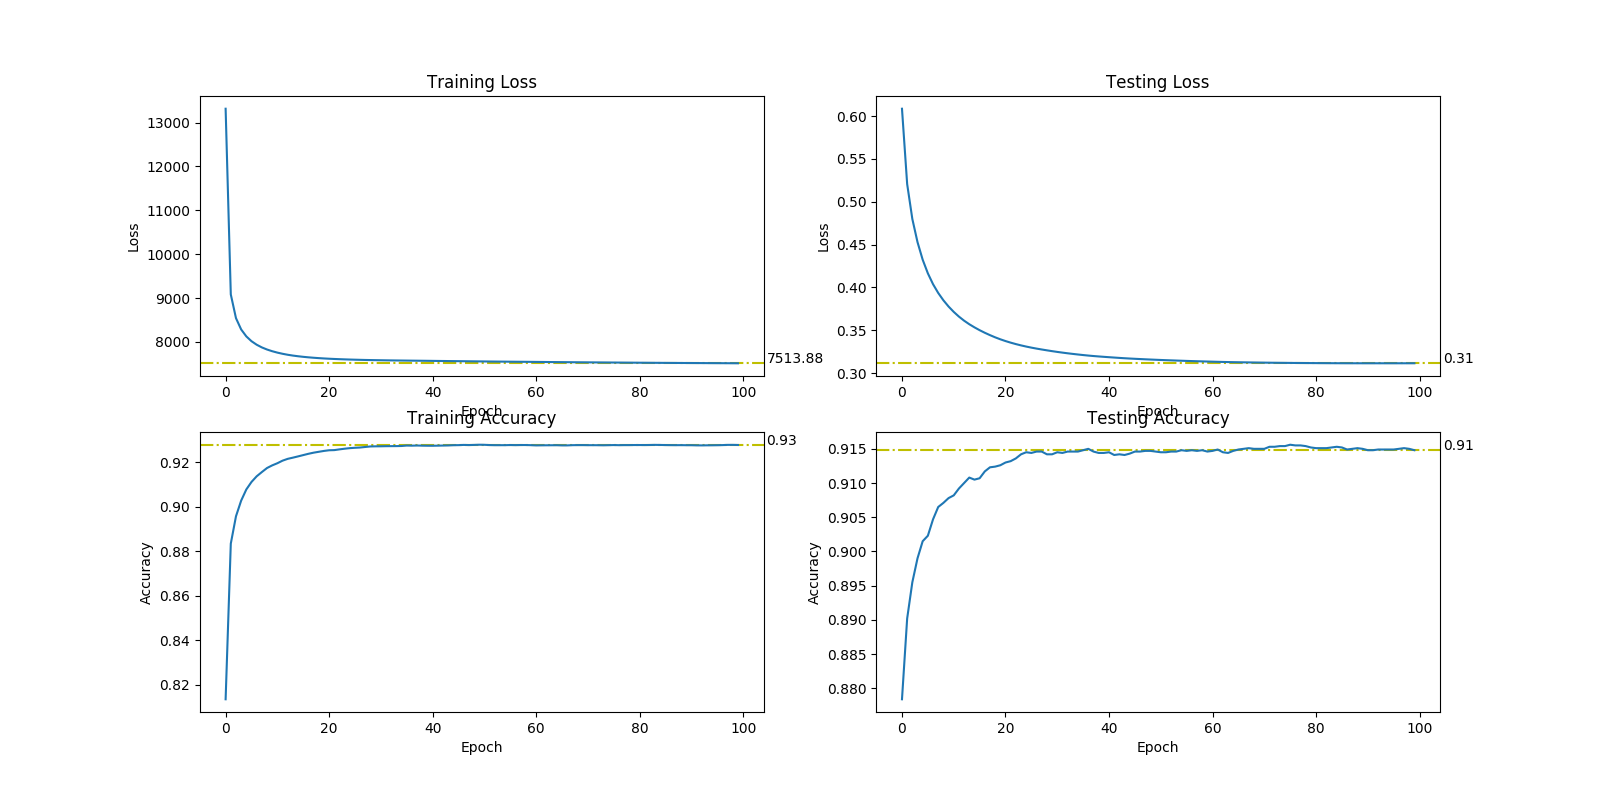 Training Loss
13000
12000
11000
10000
9000
8000
Loss
7513.88
0 20 40 60 80 100
Epoch
Testing Loss
0.60
0.55
0.50
0.45
0.40
0.35
0.30
Loss
0.31
0 20 40 60 80 100
Epoch
Training Accuracy
0.92
0.90
0.88
0.86
0.84
0.82
Accuracy
0.93
0 20 40 60 80 100
Epoch
Testing Accuracy
0.915
0.910
0.905
0.900
0.895
0.890
0.885
0.880
Accuracy
0.91
0 20 40 60 80 100
Epoch